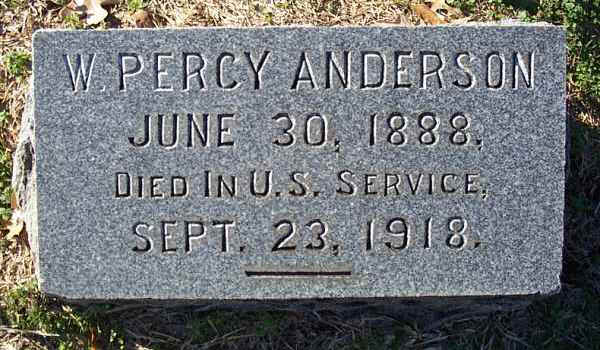 W. PERCY ANDERSON
JUNE 30, 1888,
DIED IN U.S. SERVICE,
SEPT. 23, 1918.